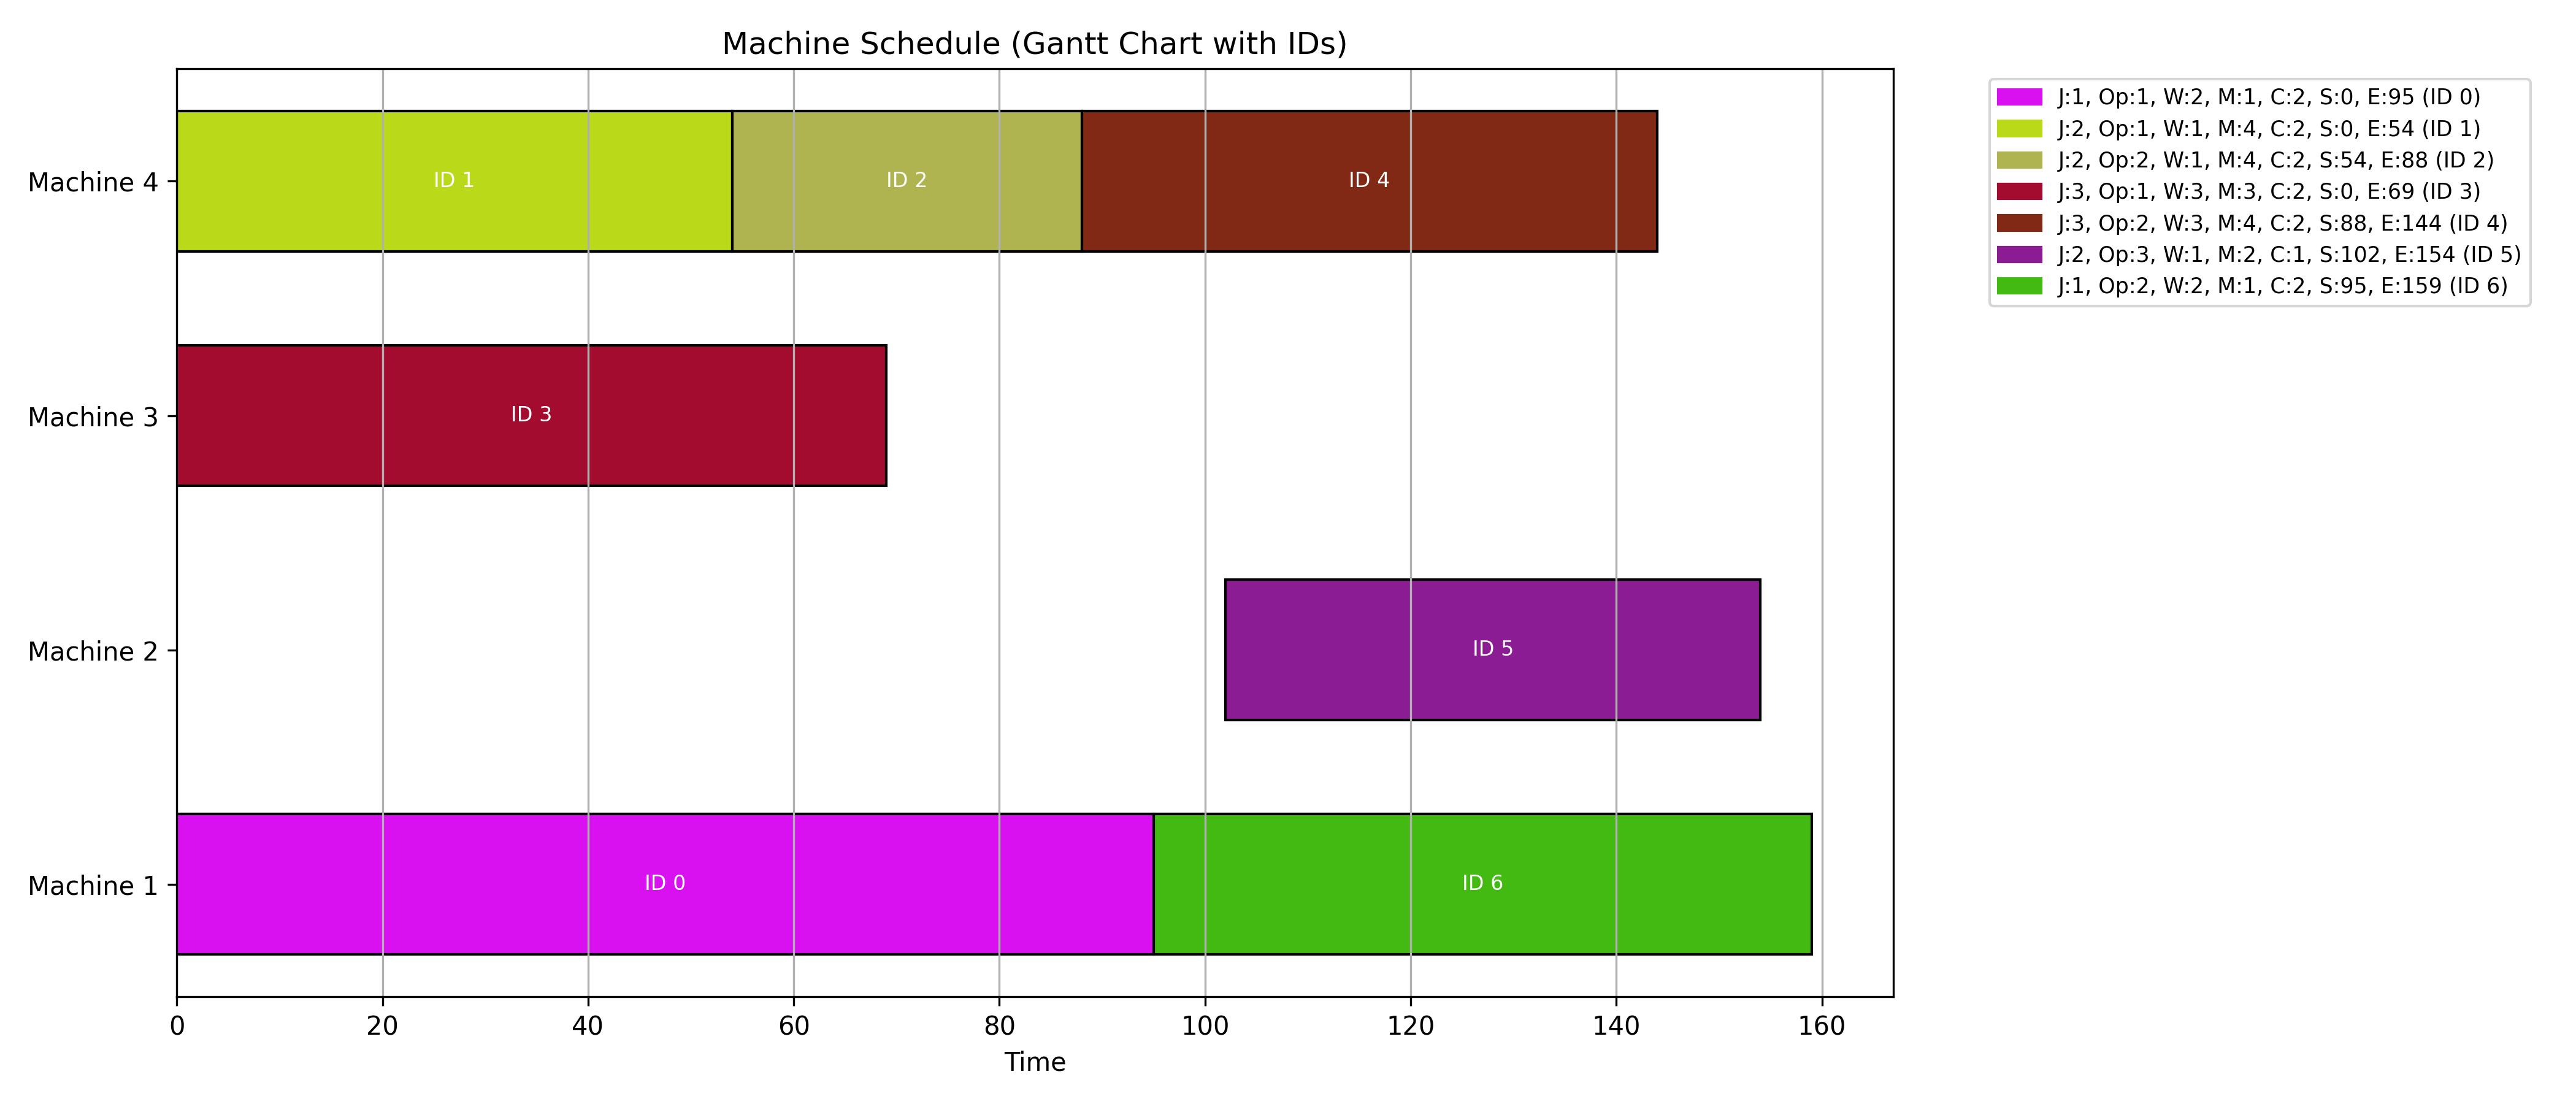 Machine Schedule (Gantt Chart with IDs)
J:1, Op:1, W:2, M:1, C:2, S:0, E:95 (ID 0)
J:2, Op:1, W:1, M:4, C:2, S:0, E:54 (ID 1)
J:2, Op:2, W:1, M:4, C:2, S:54, E:88 (ID 2)
J:3, Op:1, W:3, M:3, C:2, S:0, E:69 (ID 3)
J:3, Op:2, W:3, M:4, C:2, S:88, E:144 (ID 4)
J:2, Op:3, W:1, M:2, C:1, S:102, E:154 (ID 5)
J:1, Op:2, W:2, M:1, C:2, S:95, E:159 (ID 6)
Machine 4 ID 1 ID 2 ID 4
Machine 3 ID 3
Machine 2 ID 5
Machine 1 ID 0 ID 6
0 20 40 60 80 100 120 140 160
Time